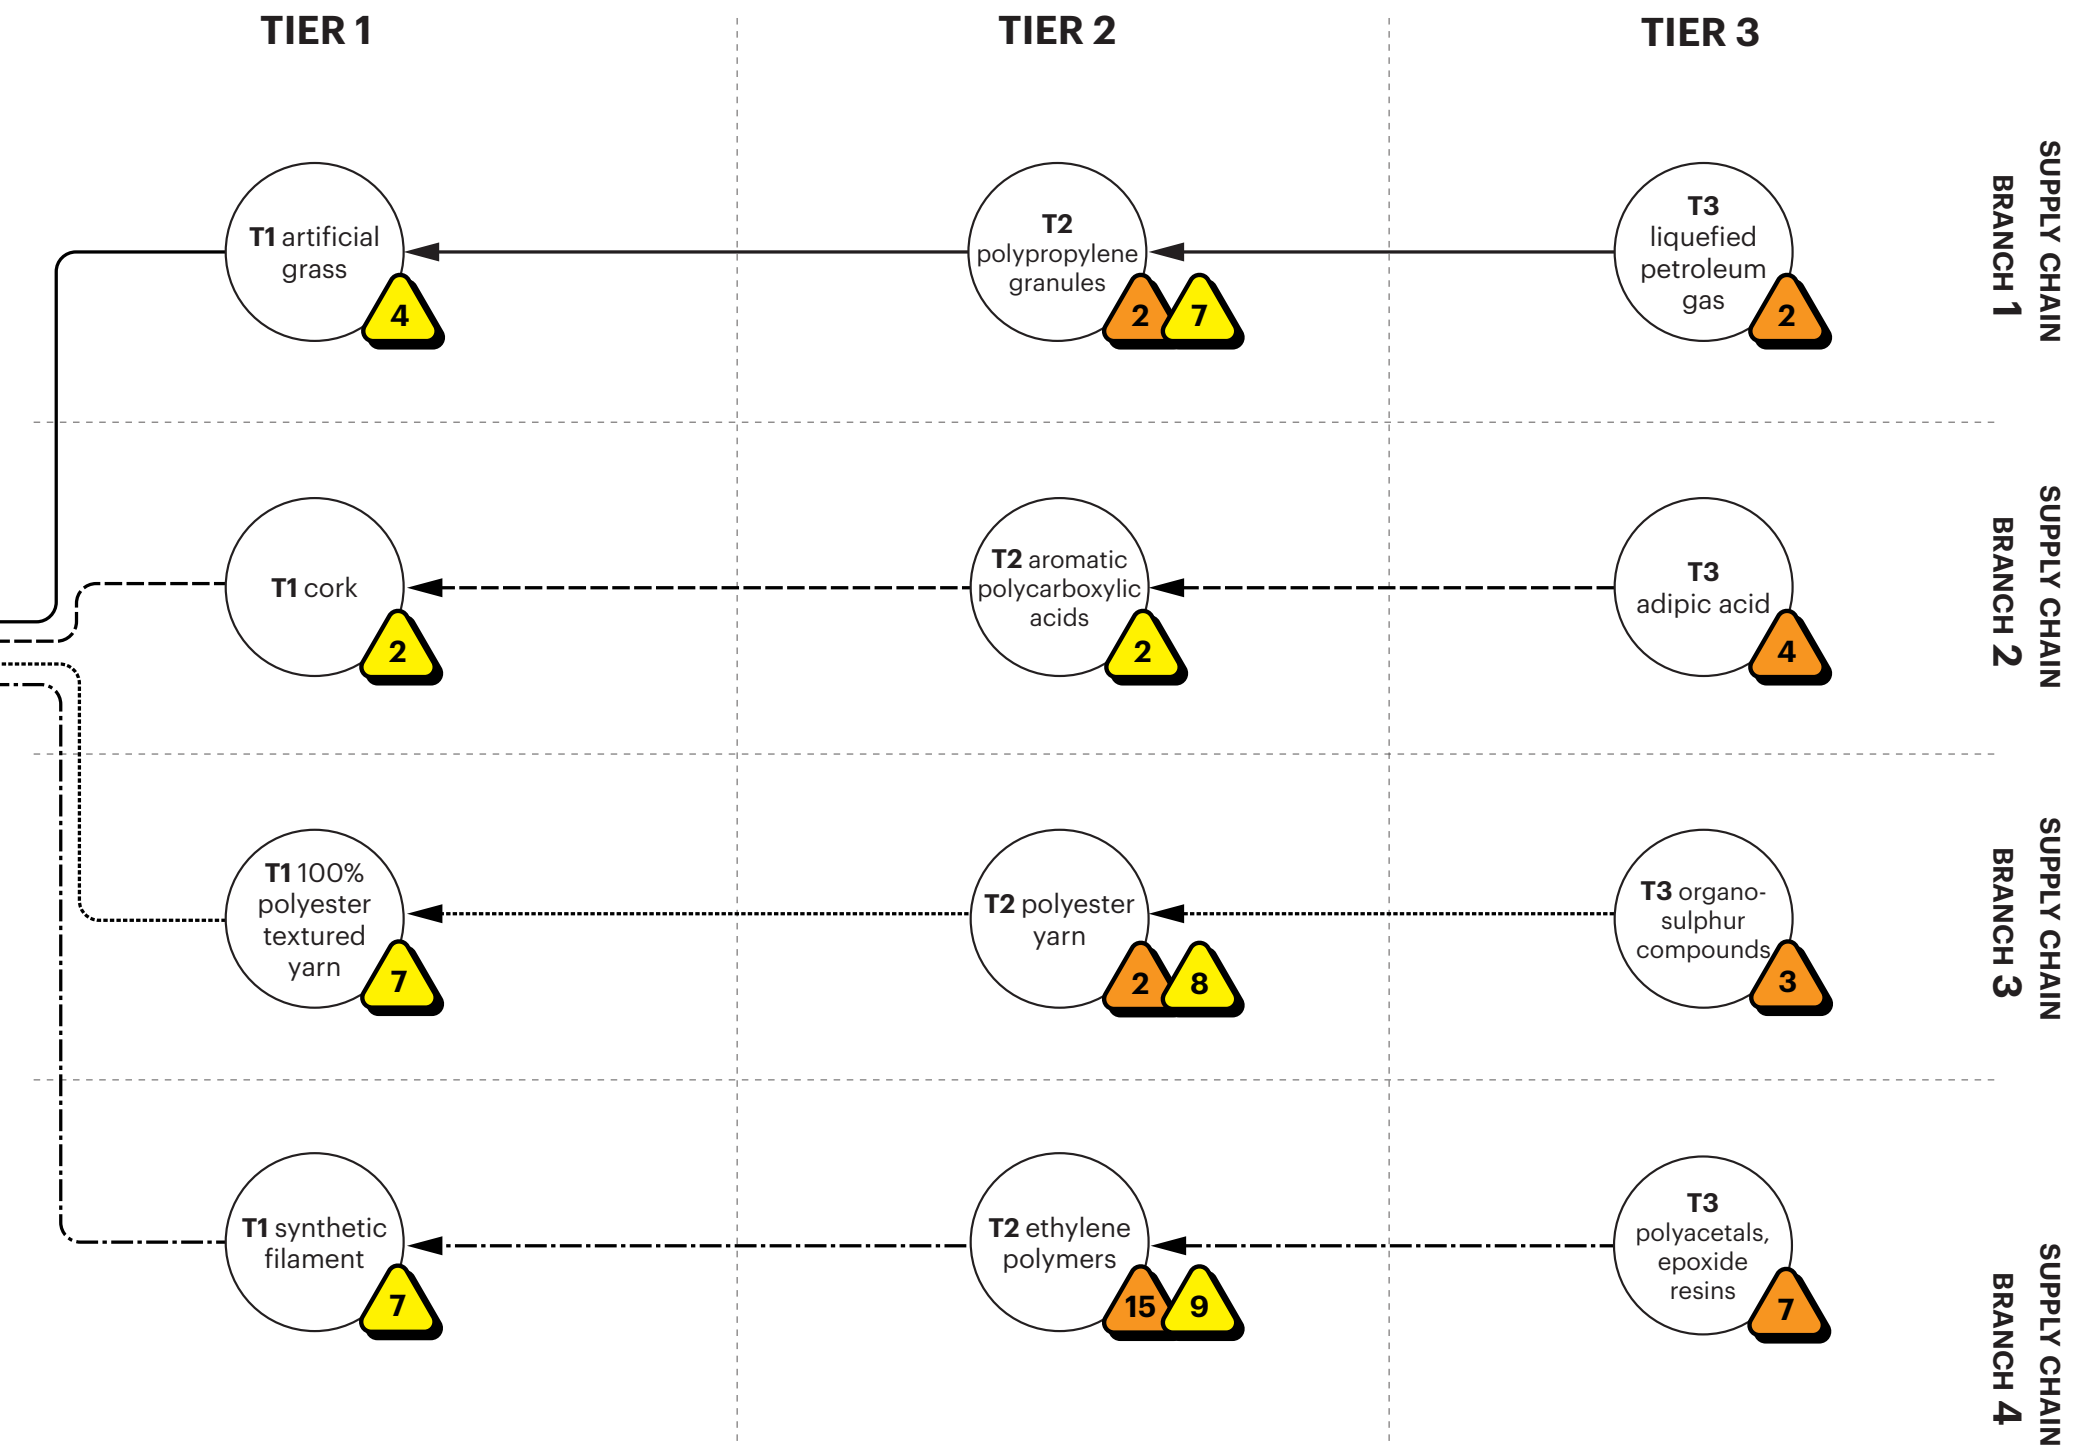 TIER 1
TIER 2
TIER 3
T1 artificial
grass
4
T2
polypropylene
granules
2
7
T3
liquefied
petroleum
gas
2
SUPPLY CHAIN
BRANCH 1
T1 cork
2
T2 aromatic
polycarboxylic
acids
2
T3
adipic acid
4
SUPPLY CHAIN
BRANCH 2
T1 100%
polyester
textured
yarn
7
T2 polyester
yarn
2
8
T3 organo-
sulphur
compounds
3
SUPPLY CHAIN
BRANCH 3
T1 synthetic
filament
7
T2 ethylene
polymers
15
9
T3
polyacetals,
epoxide
resins
7
SUPPLY CHAIN
BRANCH 4